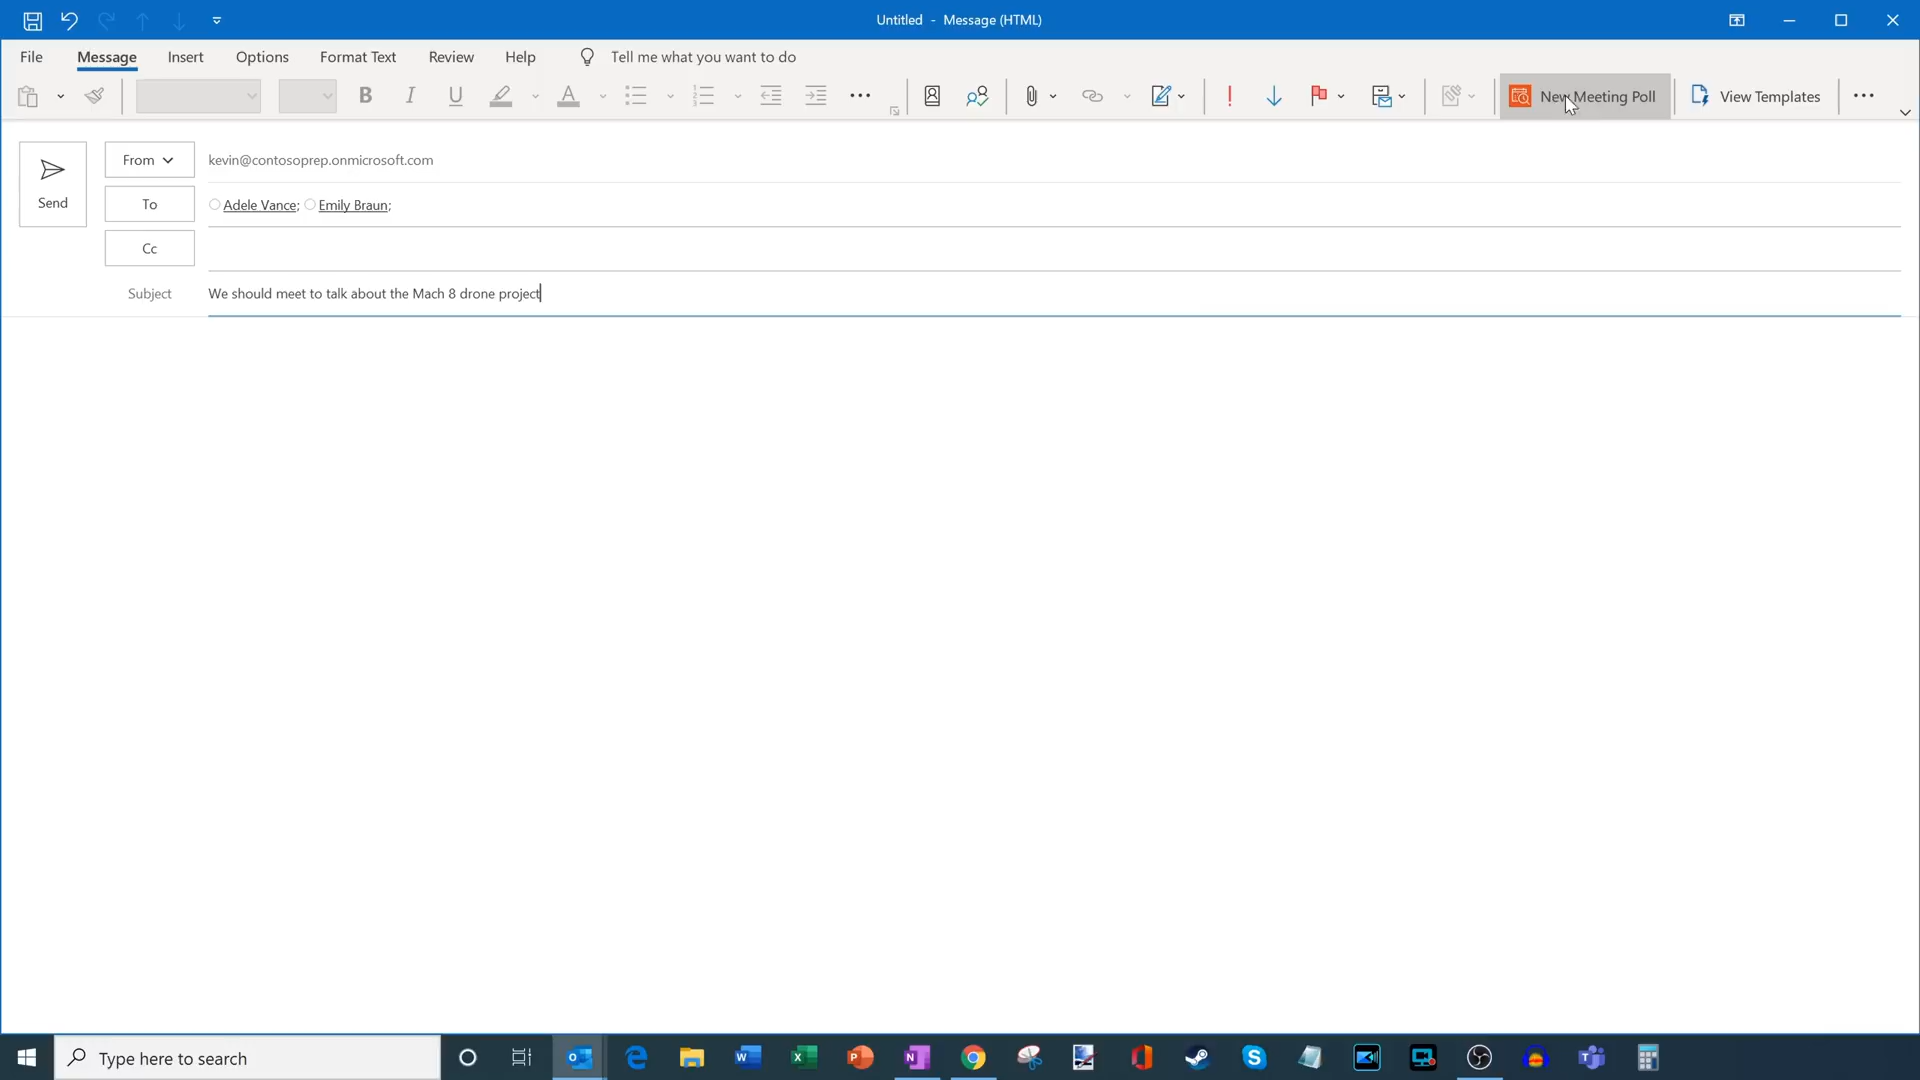 Untitled - Message (HTML)
File Message Insert Options Format Text Review Help Tell me what you want to do
B I U A New Meeting Poll View Templates
From kevin@contosoprep.onmicrosoft.com
Send
To Adele Vance; Emily Braun;
Cc
Subject We should meet to talk about the Mach 8 drone project
Type here to search